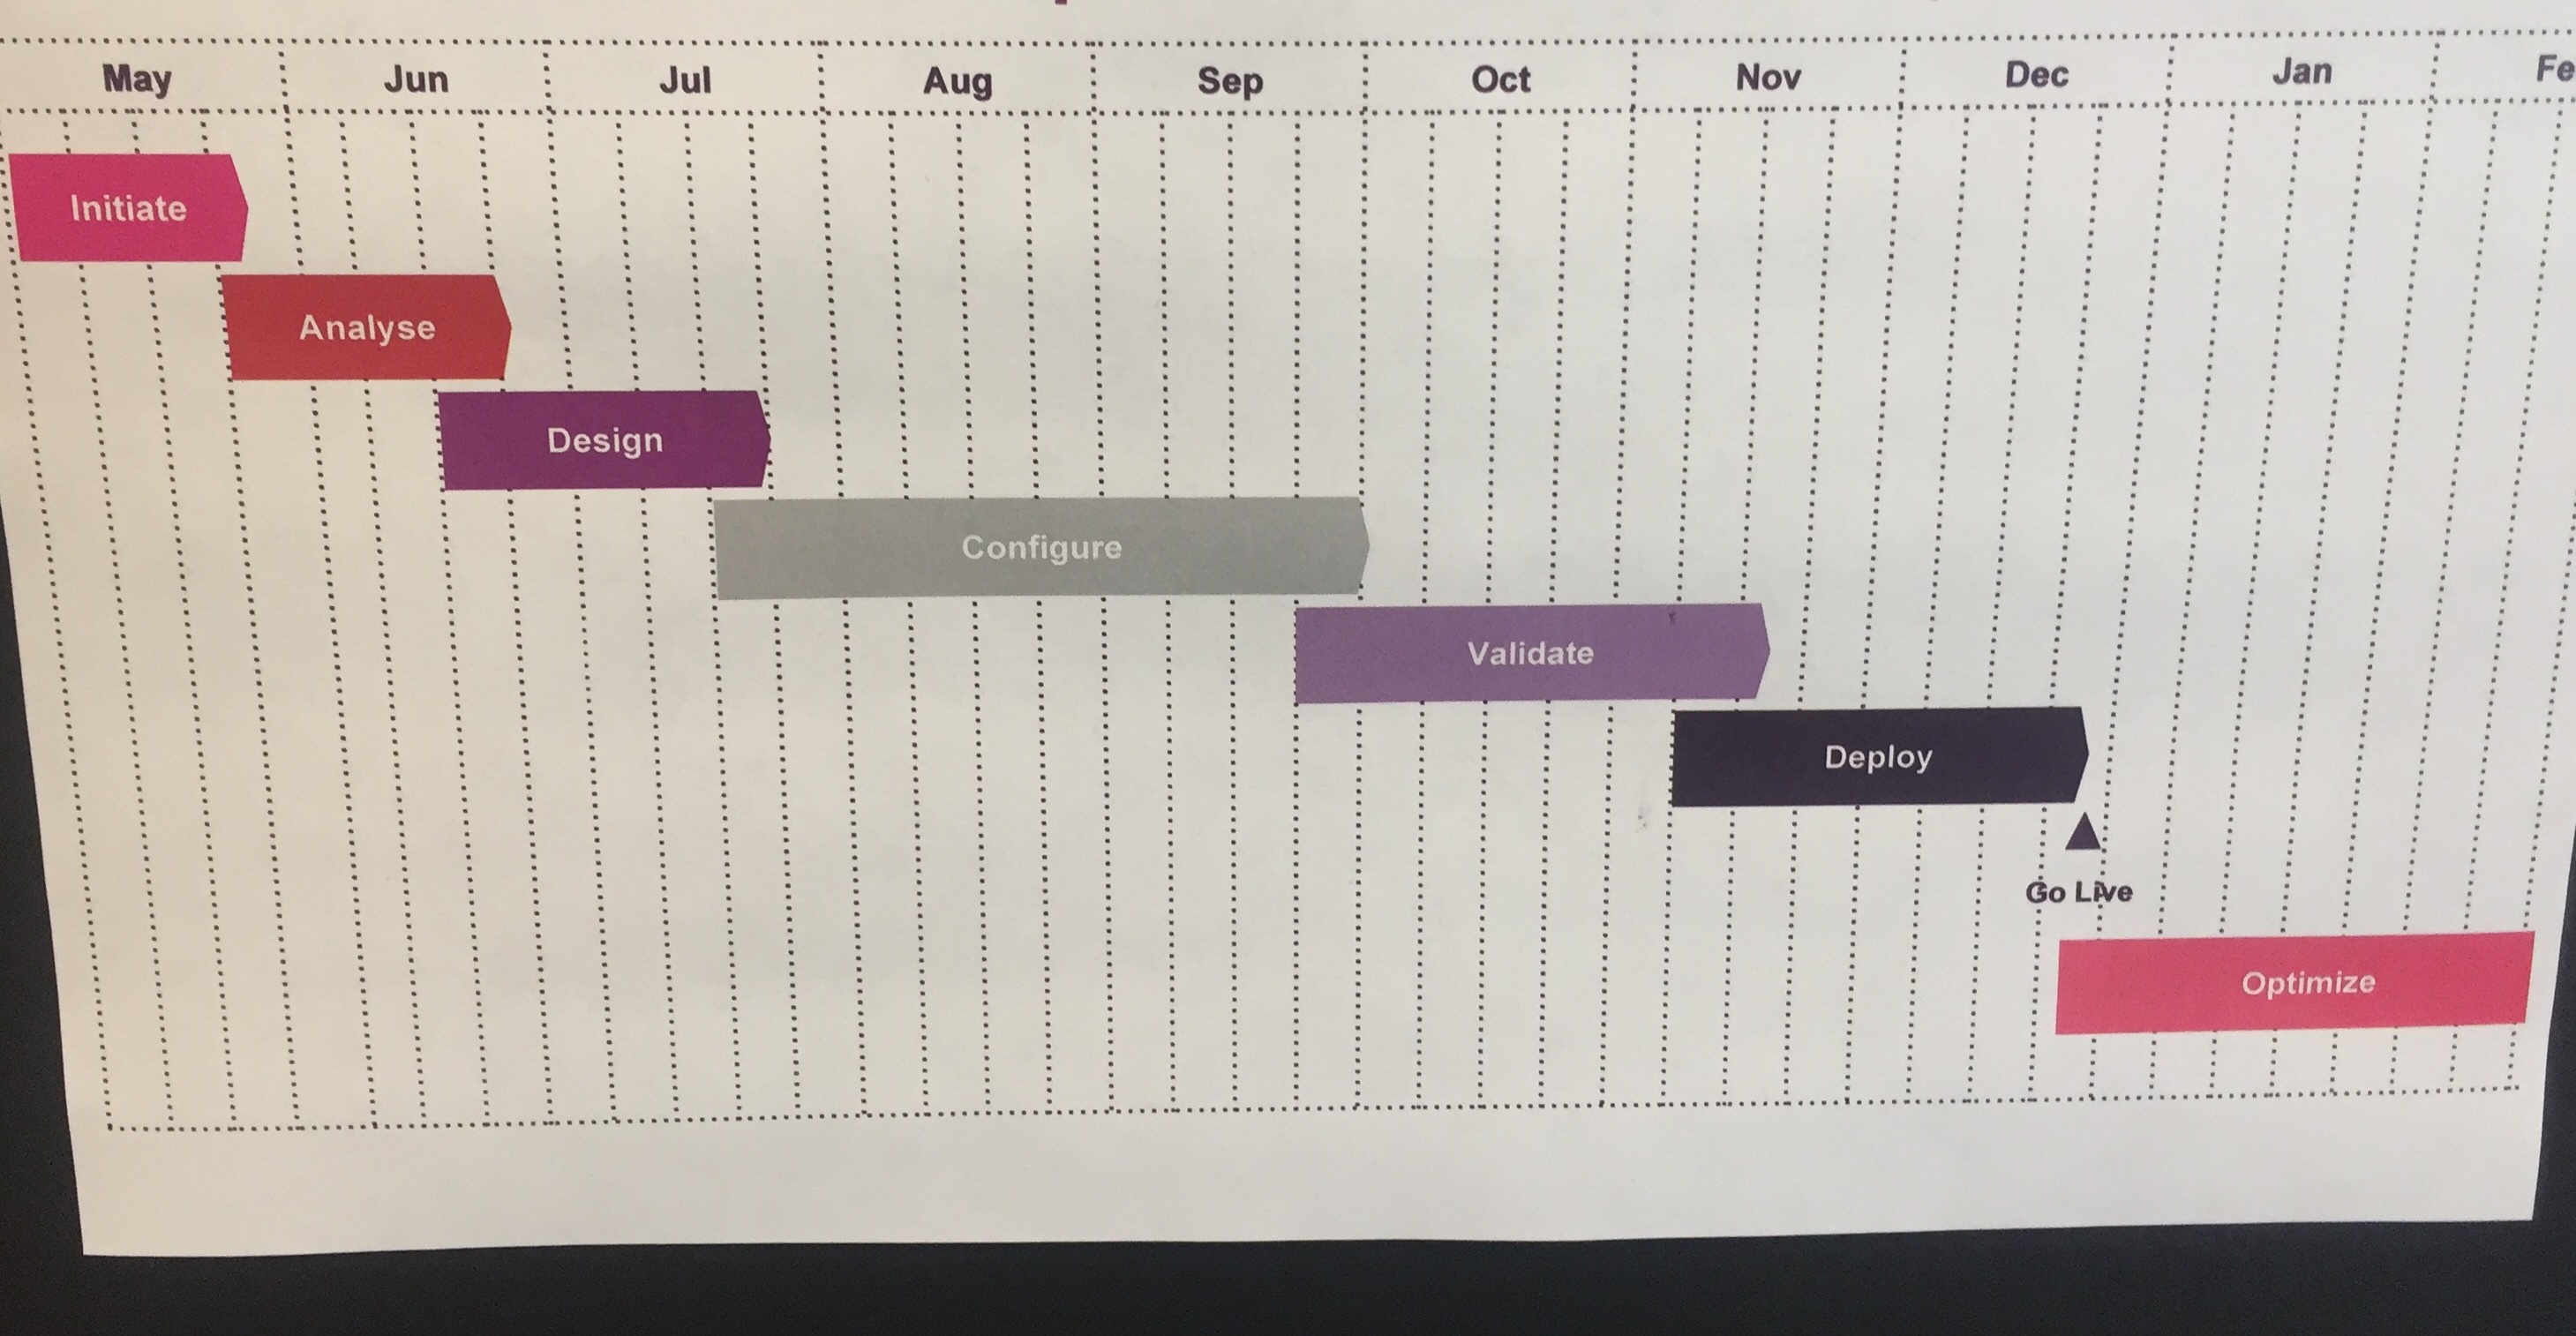 May Jun Jul Aug Sep Oct Nov Dec Jan Fe
Initiate
Analyse
Design
Configure
Validate
Deploy
Go Live
Optimize